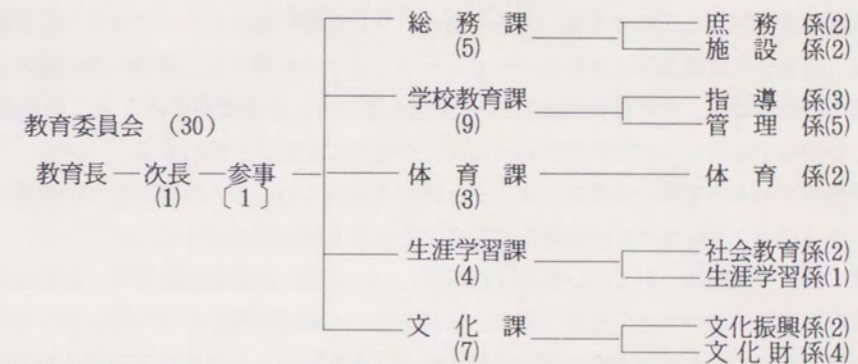 総務課 庶務係(2)
(5) 施設係(2)
学校教育課 指導係(3)
(9) 管理係(5)
教育委員会 (30)
教育長 次長 参事 体育課 体育係(2)
(1) 〔1〕 (3)
生涯学習課 社会教育係(2)
(4) 生涯学習係(1)
文化課 文化振興係(2)
(7) 文化財係(4)